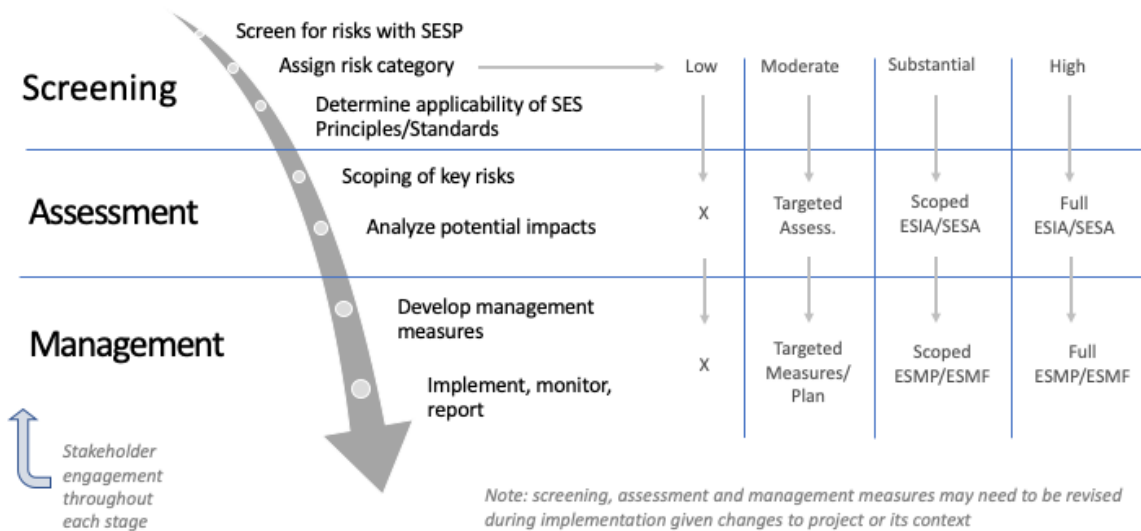 Screen for risks with SESP
Screening
Assign risk category
Low
Moderate
Substantial
High
Determine applicability of SES
Principles/Standards
Assessment
Scoping of key risks
Analyze potential impacts
X
Targeted
Assess.
Scoped
ESIA/SESA
Full
ESIA/SESA
Management
Develop management
measures
Implement, monitor,
report
X
Targeted
Measures/
Plan
Scoped
ESMP/ESMF
Full
ESMP/ESMF
Stakeholder
engagement
throughout
each stage
Note: screening, assessment and management measures may need to be revised
during implementation given changes to project or its context